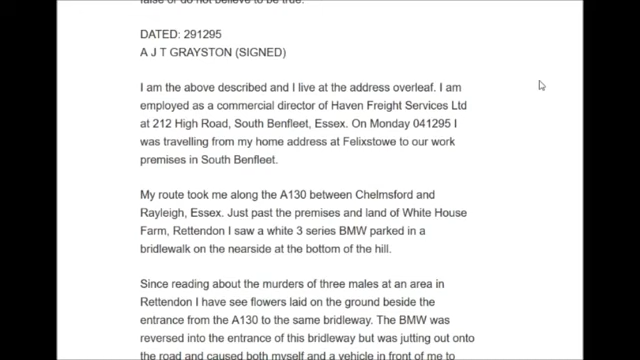 false or do not believe to be true.
DATED: 291295
A J T GRAYSTON (SIGNED)
I am the above described and I live at the address overleaf. I am
employed as a commercial director of Haven Freight Services Ltd
at 212 High Road, South Benfleet, Essex. On Monday 041295 I
was travelling from my home address at Felixstowe to our work
premises in South Benfleet.
My route took me along the A130 between Chelmsford and
Rayleigh, Essex. Just past the premises and land of White House
Farm, Rettendon I saw a white 3 series BMW parked in a
bridlewalk on the nearside at the bottom of the hill.
Since reading about the murders of three males at an area in
Rettendon I have see flowers laid on the ground beside the
entrance from the A130 to the same bridleway. The BMW was
reversed into the entrance of this bridleway but was jutting out onto
the road and caused both myself and a vehicle in front of me to